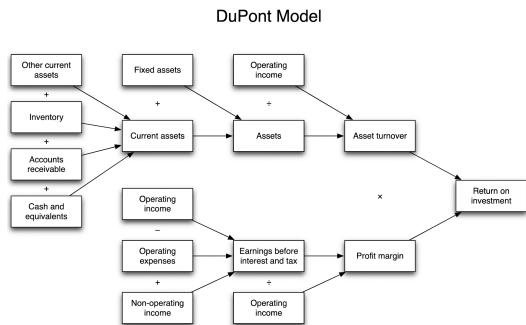 DuPont Model
Other current
assets
Fixed assets
Operating
income
+
+
÷
Inventory
Current assets
Assets
Asset turnover
+
Accounts
receivable
+
Cash and
equivalents
Operating
income
×
Return on
investment
–
Operating
expenses
Earnings before
interest and tax
Profit margin
+
÷
Non-operating
income
Operating
income